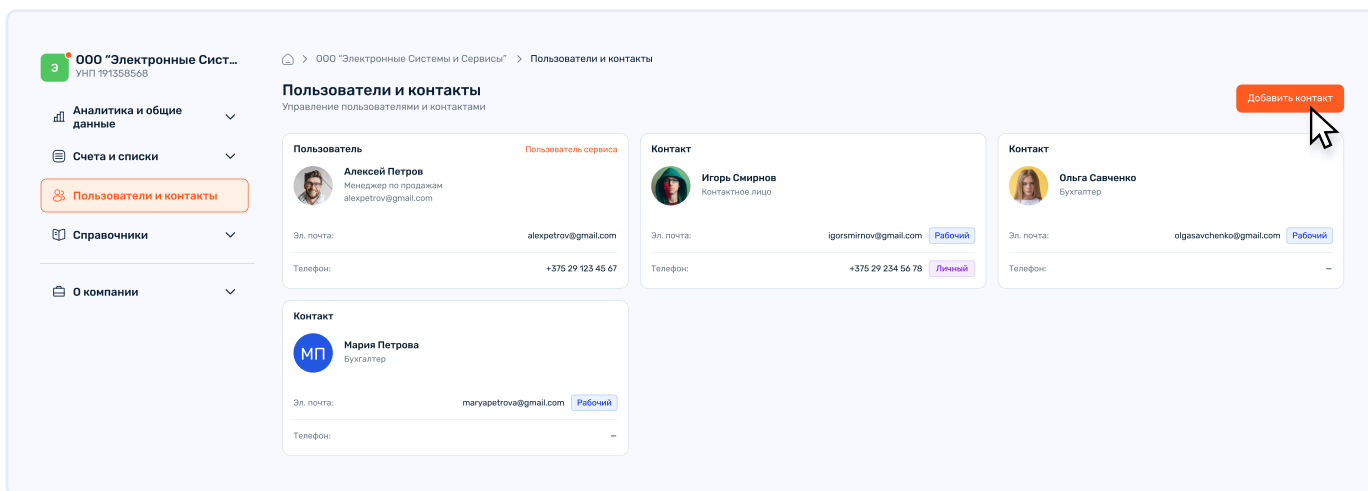 Э
ООО “Электронные Сист...
УНП 191358568
Аналитика и общие
данные
Счета и списки
Пользователи и контакты
Справочники
О компании
ООО “Электронные Системы и Сервисы” > Пользователи и контакты
Пользователи и контакты
Управление пользователями и контактами
Добавить контакт
Пользователь
Пользователь сервиса
Алексей Петров
Менеджер по продажам
alexpetrov@gmail.com
Эл. почта: alexpetrov@gmail.com
Телефон: +375 29 123 45 67
Контакт
Игорь Смирнов
Контактное лицо
Эл. почта: igorsmirnov@gmail.com Рабочий
Телефон: +375 29 234 56 78 Личный
Контакт
Ольга Савченко
Бухгалтер
Эл. почта: olgasavchenko@gmail.com Рабочий
Телефон: –
Контакт
МП
Мария Петрова
Бухгалтер
Эл. почта: maryapetrova@gmail.com Рабочий
Телефон: –